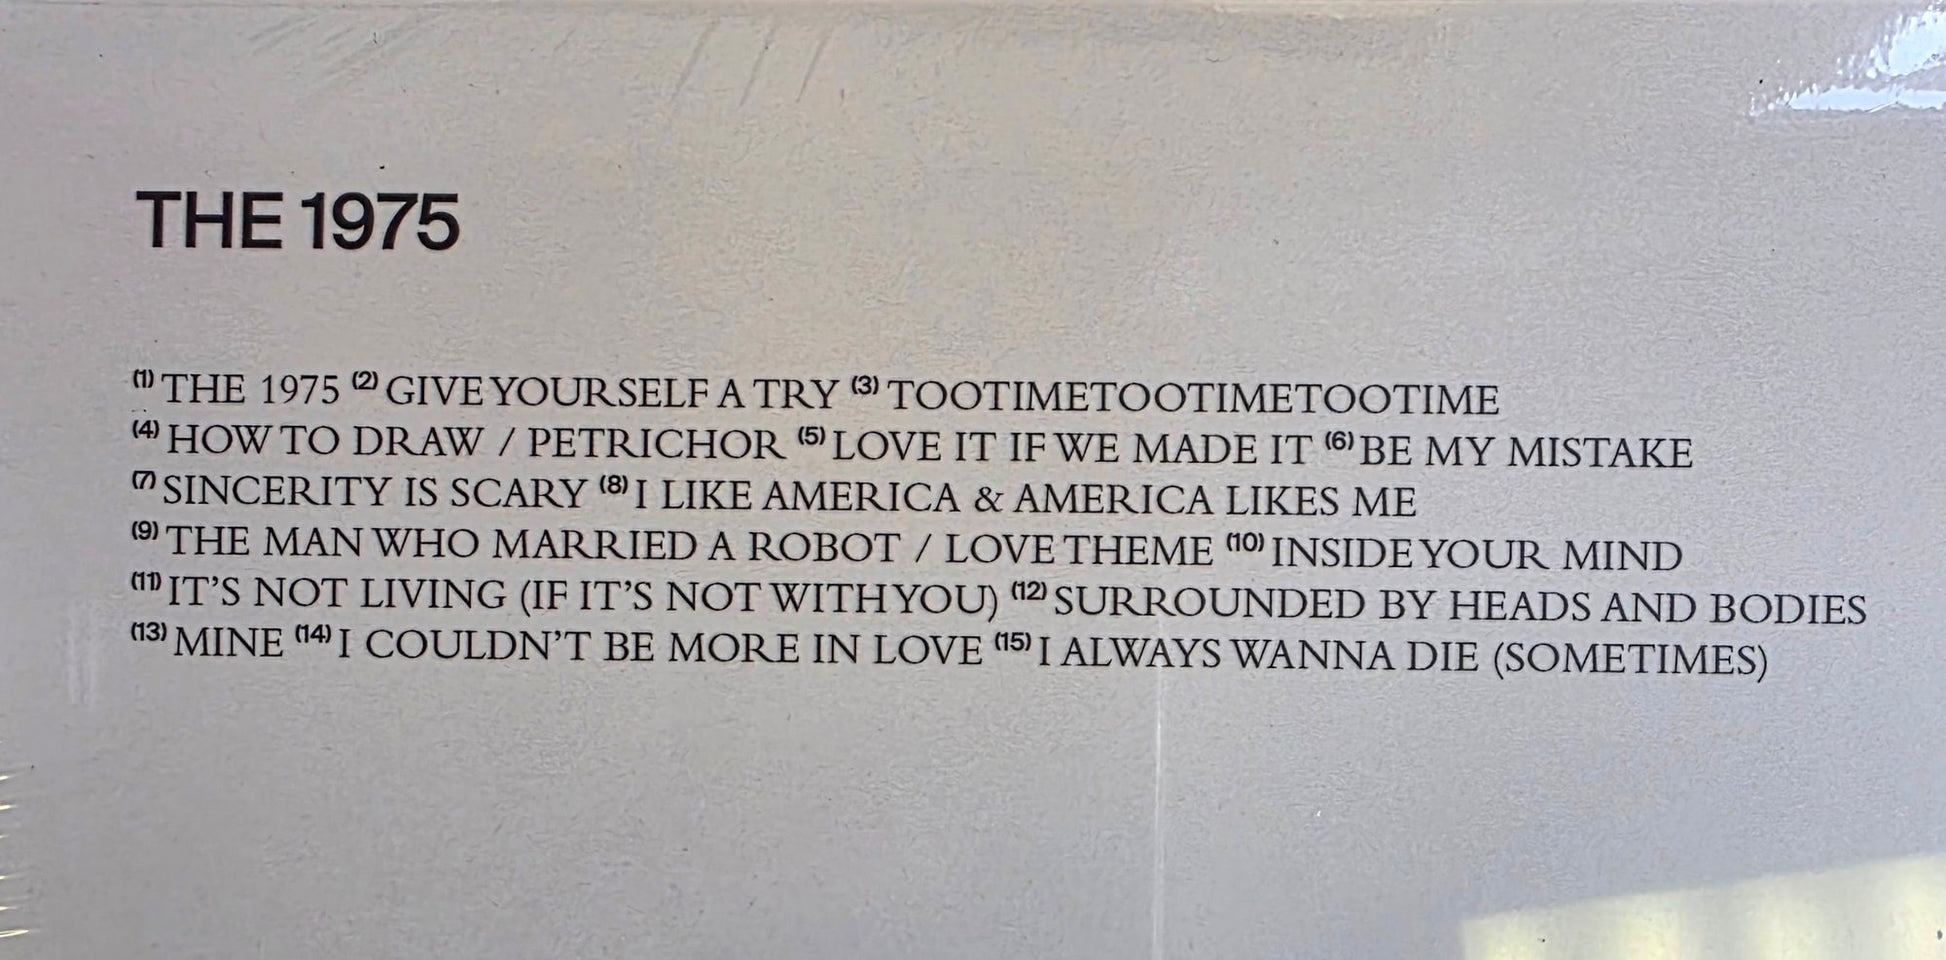 THE 1975
(1) THE 1975 (2) GIVE YOURSELF A TRY (3) TOOTIMETOOTIMETOOTIME
(4) HOW TO DRAW / PETRICHOR (5) LOVE IT IF WE MADE IT (6) BE MY MISTAKE
(7) SINCERITY IS SCARY (8) I LIKE AMERICA & AMERICA LIKES ME
(9) THE MAN WHO MARRIED A ROBOT / LOVE THEME (10) INSIDE YOUR MIND
(11) IT'S NOT LIVING (IF IT'S NOT WITH YOU) (12) SURROUNDED BY HEADS AND BODIES
(13) MINE (14) I COULDN'T BE MORE IN LOVE (15) I ALWAYS WANNA DIE (SOMETIMES)